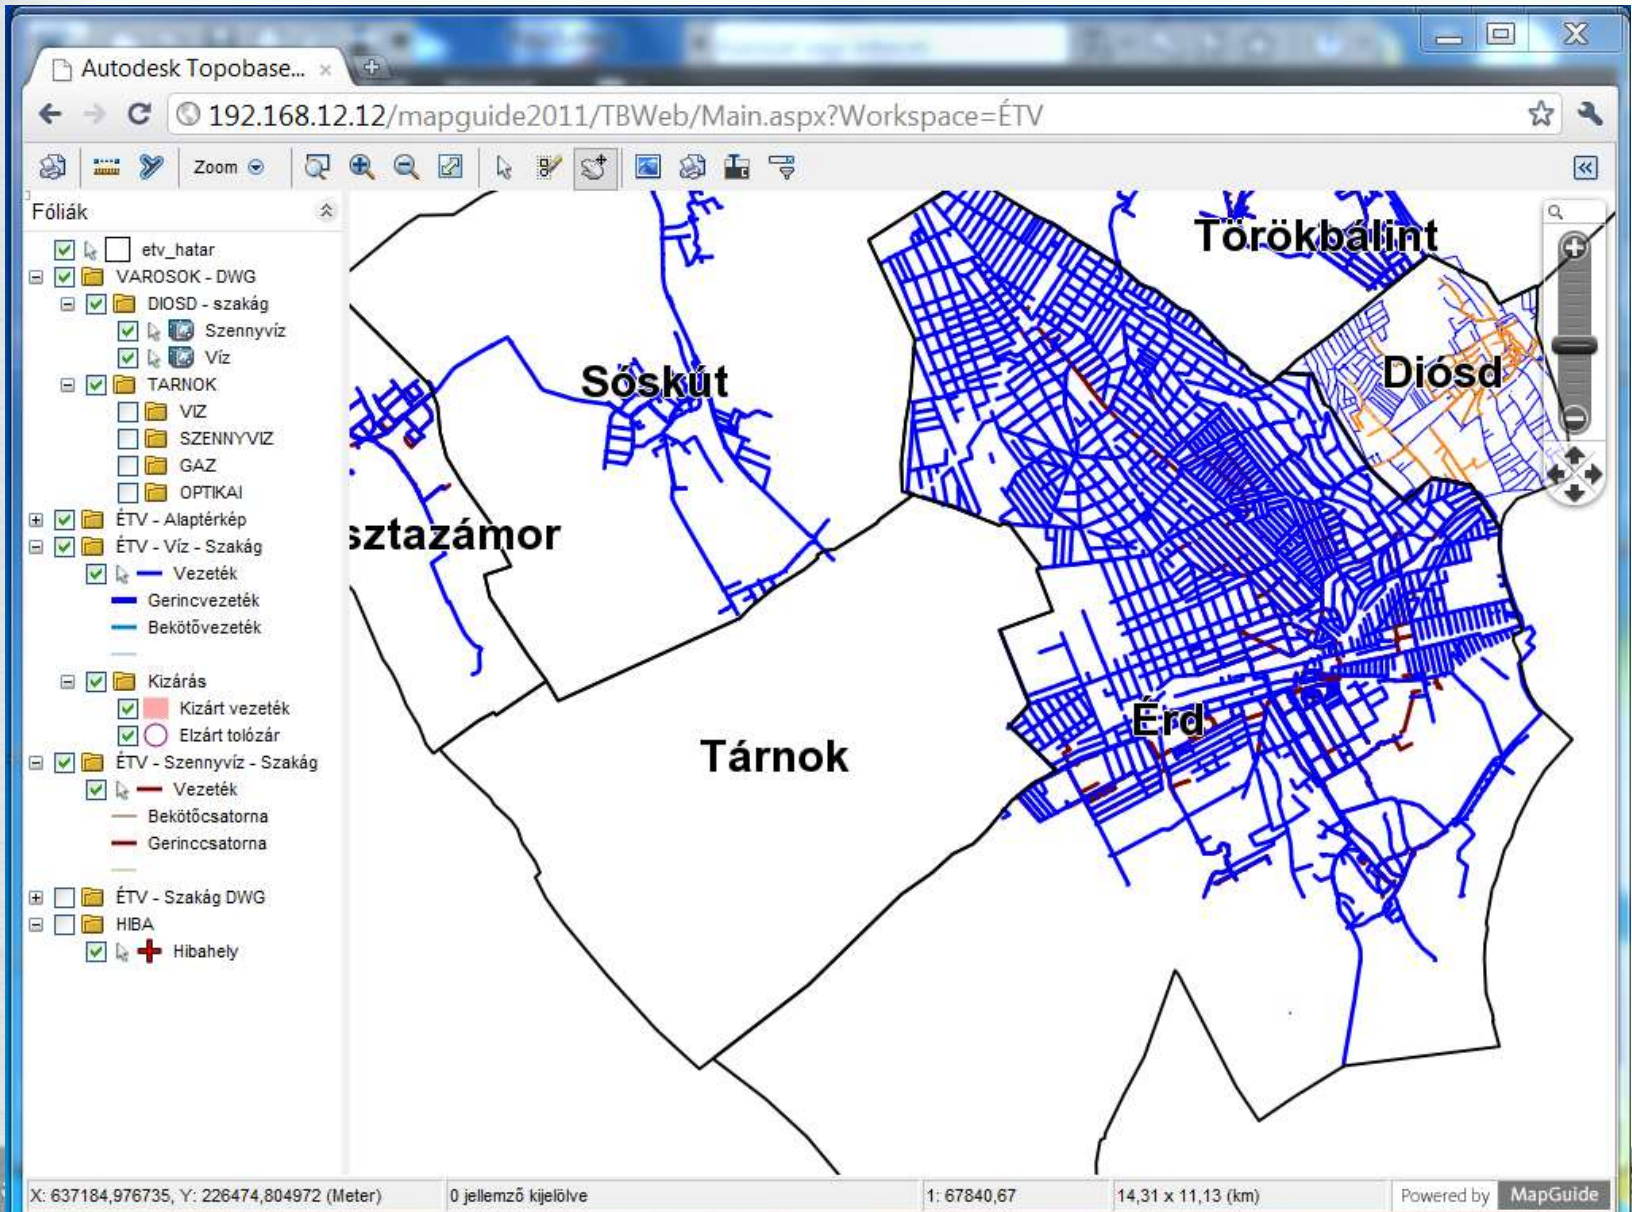 Autodesk Topobase...
192.168.12.12/mapguide2011/TBWeb/Main.aspx?Workspace=ÉTV
Zoom
Fóliák
etv_hatar
VAROSOK - DWG
DIOSD - szakág
Szennyvíz
Víz
TARNOK
VIZ
SZENNYVIZ
GAZ
OPTIKAI
ÉTV - Alaptérkép
ÉTV - Víz - Szakág
Vezeték
Gerincvezeték
Bekötővezeték
Kizárás
Kizárt vezeték
Elzárt tolózár
ÉTV - Szennyvíz - Szakág
Vezeték
Bekötőcsatorna
Gerinccsatorna
ÉTV - Szakág DWG
HIBA
Hibahely
Törökbálint
Diósd
Sóskút
sztazámor
Érd
Tárnok
X: 637184,976735, Y: 226474,804972 (Meter)
0 jellemző kijelölve
1: 67840,67
14,31 x 11,13 (km)
Powered by MapGuide